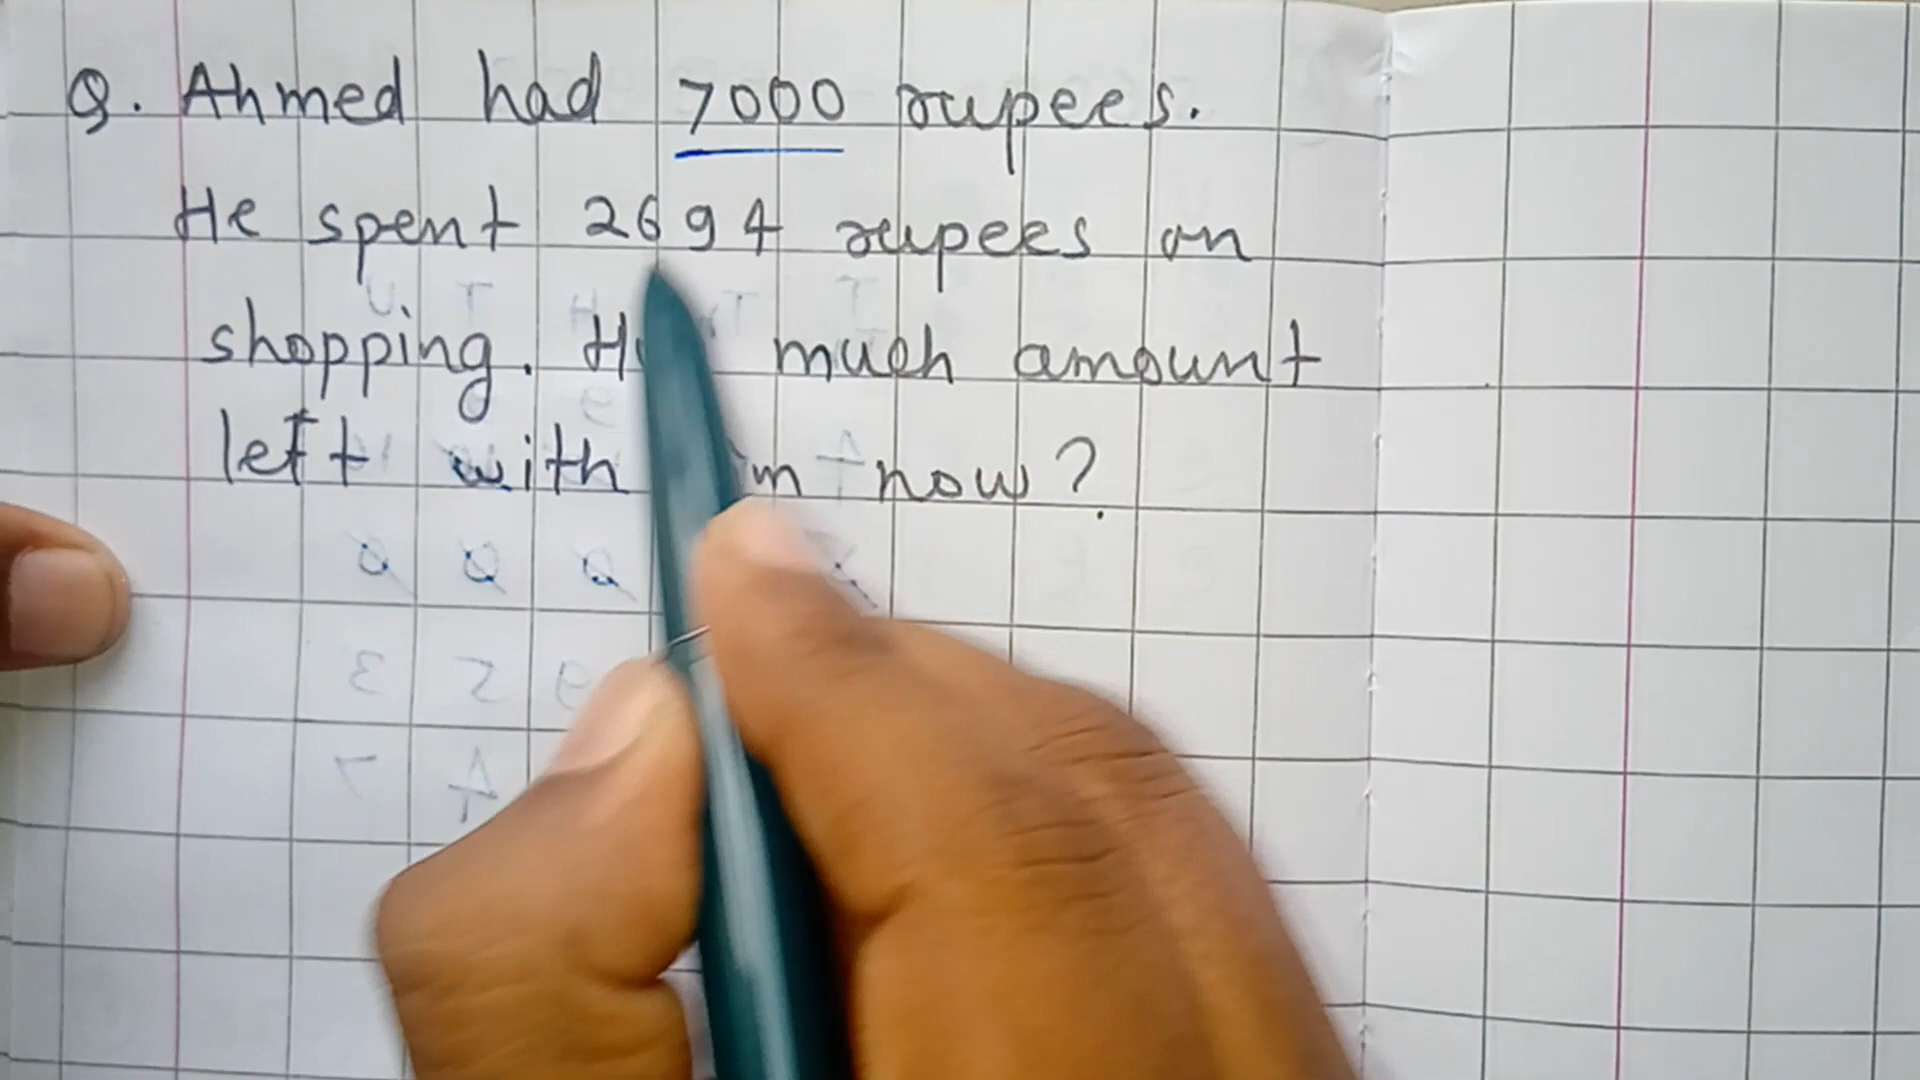 Q. Ahmed had 7000 rupees.
He spent 2694 rupees on
shopping. much amount
left with now?